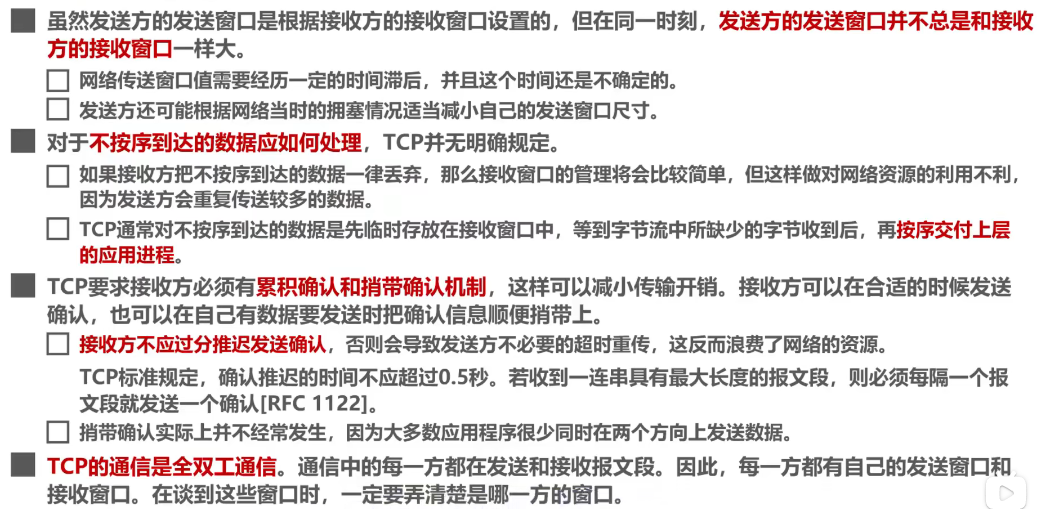 虽然发送方的发送窗口是根据接收方的接收窗口设置的，但在同一时刻，发送方的发送窗口并不总是和接收
方的接收窗口一样大。
网络传送窗口值需要经历一定的时间滞后，并且这个时间还是不确定的。
发送方还可能根据网络当时的拥塞情况适当减小自己的发送窗口尺寸。
对于不按序到达的数据应如何处理，TCP并无明确规定。
如果接收方把不按序到达的数据一律丢弃，那么接收窗口的管理将会比较简单，但这样做对网络资源的利用不利，
因为发送方会重复传送较多的数据。
TCP通常对不按序到达的数据是先临时存放在接收窗口中，等到字节流中所缺少的字节收到后，再按序交付上层
的应用进程。
TCP要求接收方必须有累积确认和捎带确认机制，这样可以减小传输开销。接收方可以在合适的时候发送
确认，也可以在自己有数据要发送时把确认信息顺便捎带上。
接收方不应过分推迟发送确认，否则会导致发送方不必要的超时重传，这反而浪费了网络的资源。
TCP标准规定，确认推迟的时间不应超过0.5秒。若收到一连串具有最大长度的报文段，则必须每隔一个报
文段就发送一个确认[RFC 1122]。
捎带确认实际上并不经常发生，因为大多数应用程序很少同时在两个方向上发送数据。
TCP的通信是全双工通信。通信中的每一方都在发送和接收报文段。因此，每一方都有自己的发送窗口和
接收窗口。在谈到这些窗口时，一定要弄清楚是哪一方的窗口。